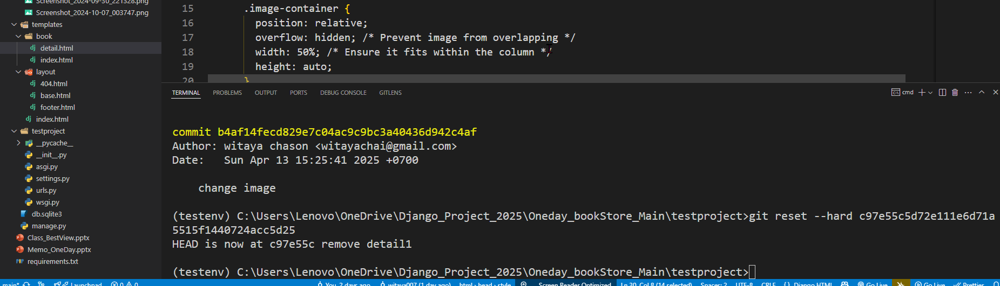 Screenshot_2024-09-30_221328.png
Screenshot_2024-10-07_003747.png
templates
book
detail.html
index.html
layout
404.html
base.html
footer.html
index.html
testproject
__pycache__
__init__.py
asgi.py
settings.py
urls.py
wsgi.py
db.sqlite3
manage.py
Class_BestView.pptx
Memo_OneDay.pptx
requirements.txt
15 .image-container {
16 position: relative;
17 overflow: hidden; /* Prevent image from overlapping */
18 width: 50%; /* Ensure it fits within the column */
19 height: auto;
20 }
TERMINAL PROBLEMS OUTPUT PORTS DEBUG CONSOLE GITLENS cmd
commit b4af14fecd829e7c04ac9c9bc3a40436d942c4af
Author: witaya chason <witayachai@gmail.com>
Date:   Sun Apr 13 15:25:41 2025 +0700
change image
(testenv) C:\Users\Lenovo\OneDrive\Django_Project_2025\Oneday_bookStore_Main\testproject>git reset --hard c97e55c5d72e111e6d71a
5515f1440724acc5d25
HEAD is now at c97e55c remove detail1
(testenv) C:\Users\Lenovo\OneDrive\Django_Project_2025\Oneday_bookStore_Main\testproject>
main* Launchpad 0 0 You, 2 days ago witaya007 (1 day ago) html › head › style Screen Reader Optimized Ln 30, Col 8 (14 selected) Spaces: 2 UTF-8 CRLF {} Django HTML Go Live Go Live Prettier